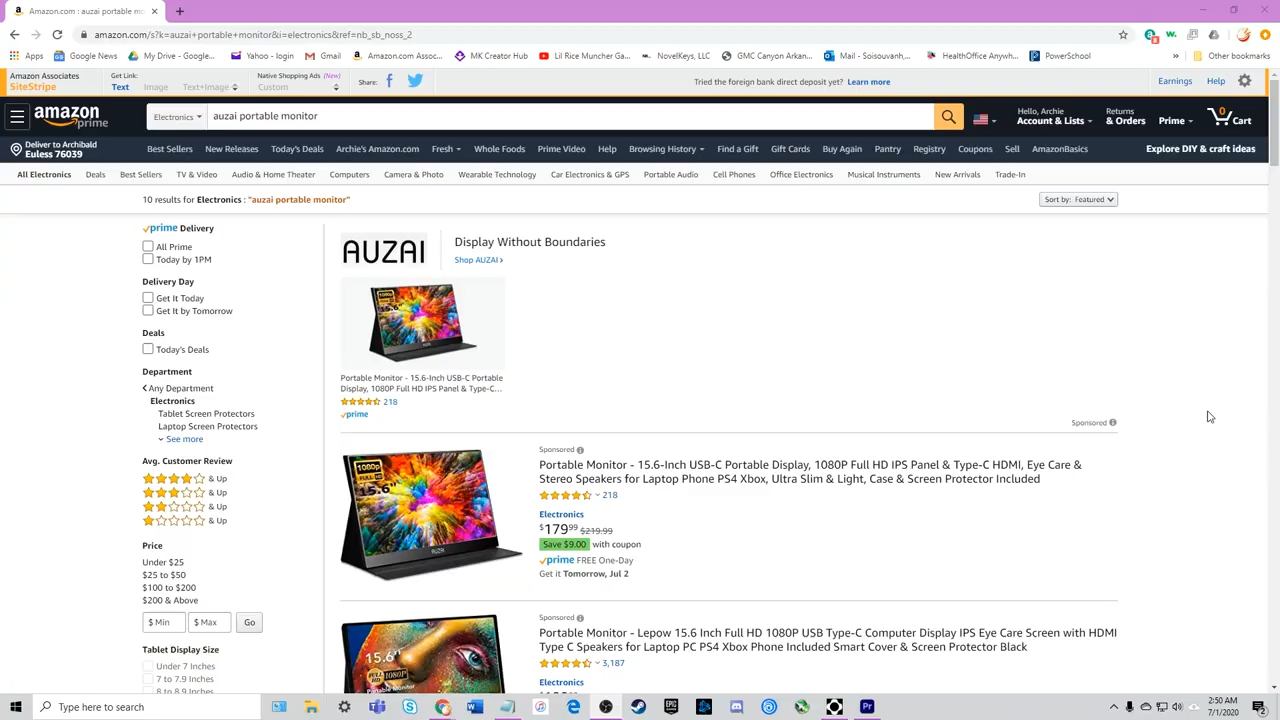 Amazon.com : auzai portable mo
amazon.com/s?k=auzai+portable+monitor&i=electronics&ref=nb_sb_noss_2
Apps Google News My Drive - Google... Yahoo - login Gmail Amazon.com Assoc... MK Creator Hub Lil Rice Muncher Ga... NovelKeys, LLC GMC Canyon Arkan... Mail - Soisouvanh,... HealthOffice Anywh... PowerSchool » Other bookmarks
Amazon Associates
SiteStripe
Get Link:
Text Image Text+Image
Native Shopping Ads (New)
Custom
Share:
Tried the foreign bank direct deposit yet? Learn more
Earnings Help
amazon prime
Electronics auzai portable monitor
Hello, Archie
Account & Lists
Returns
& Orders
Prime
0
Cart
Deliver to Archibald
Euless 76039
Best Sellers New Releases Today's Deals Archie's Amazon.com Fresh Whole Foods Prime Video Help Browsing History Find a Gift Gift Cards Buy Again Pantry Registry Coupons Sell AmazonBasics Explore DIY & craft ideas
All Electronics Deals Best Sellers TV & Video Audio & Home Theater Computers Camera & Photo Wearable Technology Car Electronics & GPS Portable Audio Cell Phones Office Electronics Musical Instruments New Arrivals Trade-In
10 results for Electronics : "auzai portable monitor"
Sort by: Featured
prime Delivery
All Prime
Today by 1PM
Delivery Day
Get It Today
Get It by Tomorrow
Deals
Today's Deals
Department
Any Department
Electronics
Tablet Screen Protectors
Laptop Screen Protectors
See more
Avg. Customer Review
& Up
& Up
& Up
& Up
Price
Under $25
$25 to $50
$100 to $200
$200 & Above
$ Min $ Max Go
Tablet Display Size
Under 7 Inches
7 to 7.9 Inches
8 to 8.9 Inches
AUZAI
Display Without Boundaries
Shop AUZAI ›
Portable Monitor - 15.6-Inch USB-C Portable
Display, 1080P Full HD IPS Panel & Type-C...
218
prime
Sponsored
1080p
FULL
15.6"
AUZAI
Sponsored
Portable Monitor - 15.6-Inch USB-C Portable Display, 1080P Full HD IPS Panel & Type-C HDMI, Eye Care &
Stereo Speakers for Laptop Phone PS4 Xbox, Ultra Slim & Light, Case & Screen Protector Included
218
Electronics
$179.99 $219.99
Save $9.00 with coupon
prime FREE One-Day
Get it Tomorrow, Jul 2
15.6"
1080P
Portable Monitor
Sponsored
Portable Monitor - Lepow 15.6 Inch Full HD 1080P USB Type-C Computer Display IPS Eye Care Screen with HDMI
Type C Speakers for Laptop PC PS4 Xbox Phone Included Smart Cover & Screen Protector Black
3,187
Electronics
Type here to search
2:50 AM
7/1/2020
2